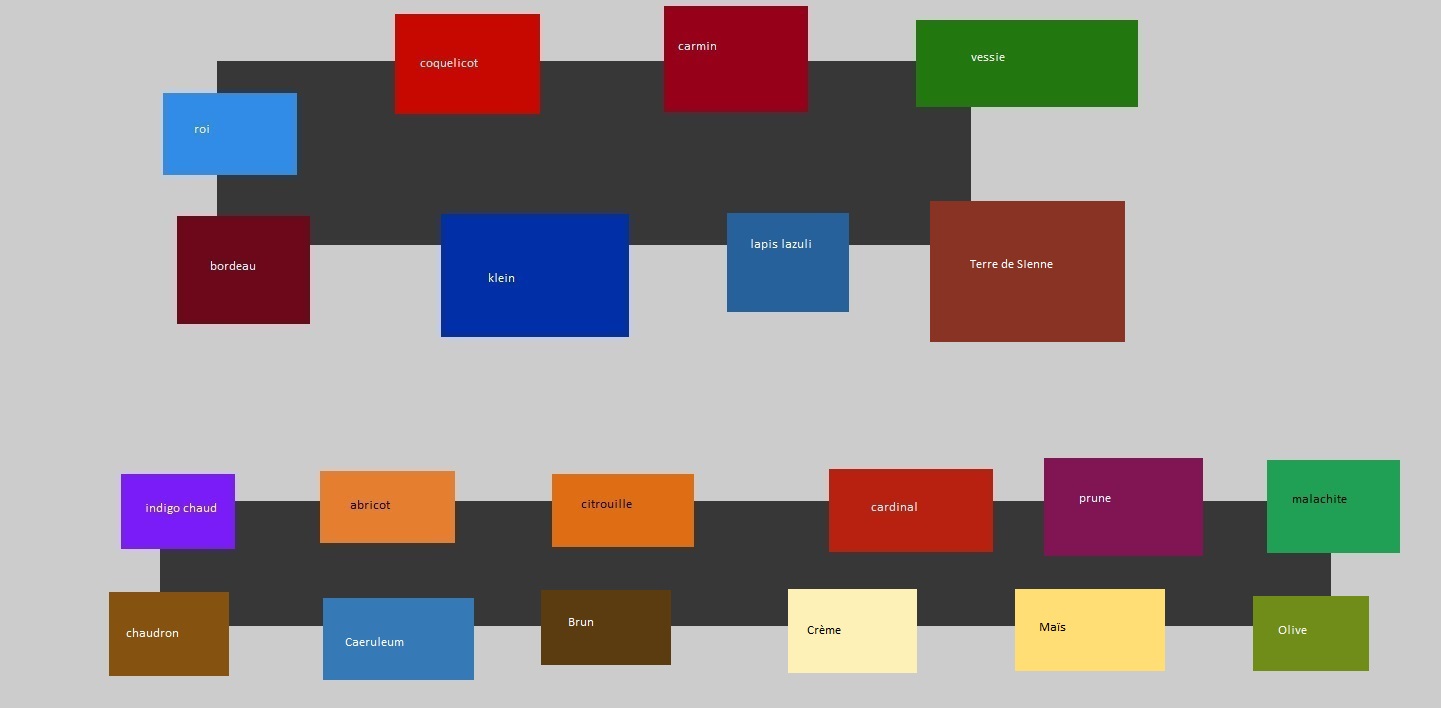 coquelicot
carmin
vessie
roi
bordeau
klein
lapis lazuli
Terre de SIenne
indigo chaud
abricot
citrouille
cardinal
prune
malachite
chaudron
Caeruleum
Brun
Crème
Maïs
Olive